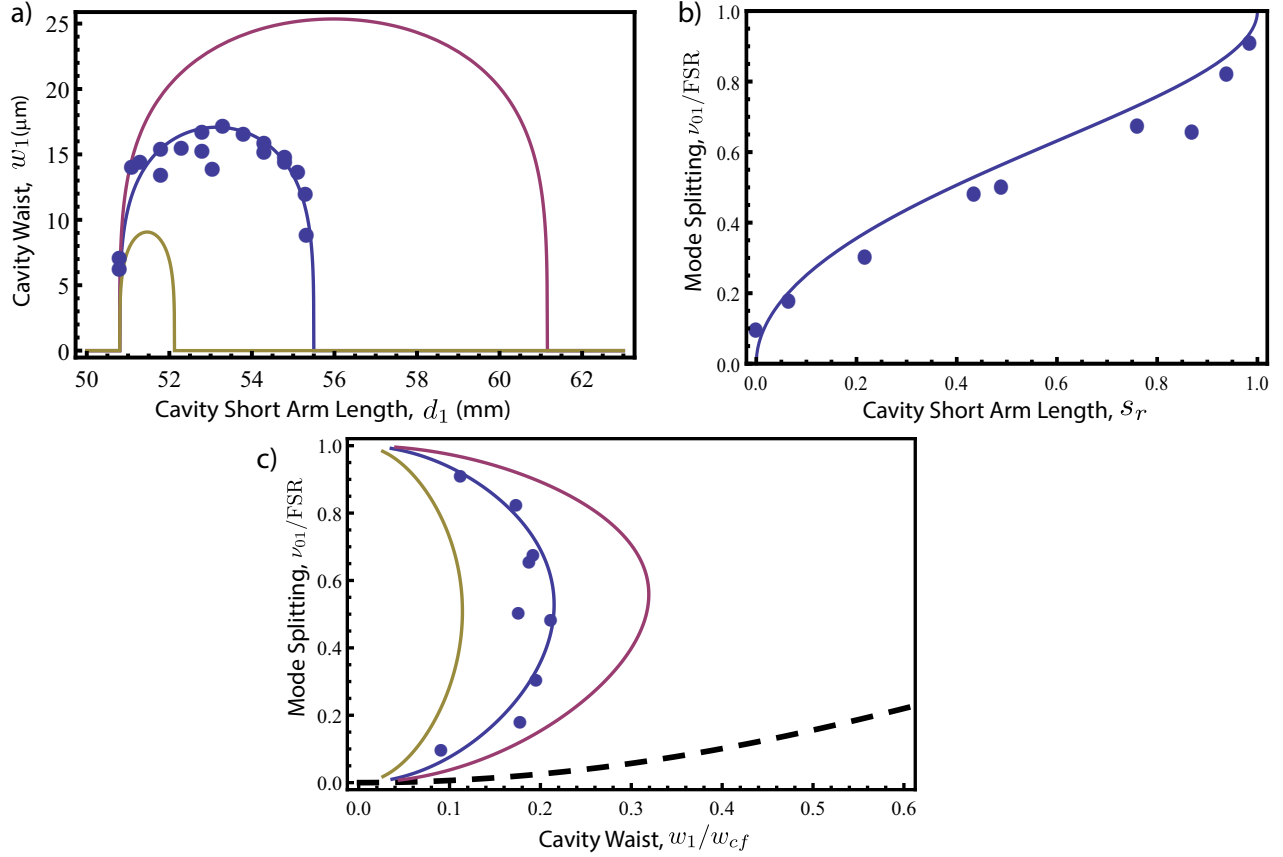 a)
25
20
15
10
5
0
50 52 54 56 58 60 62
Cavity Waist, w₁(μm)
Cavity Short Arm Length, d₁ (mm)
b)
1.0
0.8
0.6
0.4
0.2
0.0
0.0 0.2 0.4 0.6 0.8 1.0
Mode Splitting, ν₀₁/FSR
Cavity Short Arm Length, sᵣ
c)
1.0
0.8
0.6
0.4
0.2
0.0
0.0 0.1 0.2 0.3 0.4 0.5 0.6
Mode Splitting, ν₀₁/FSR
Cavity Waist, w₁/w_cf